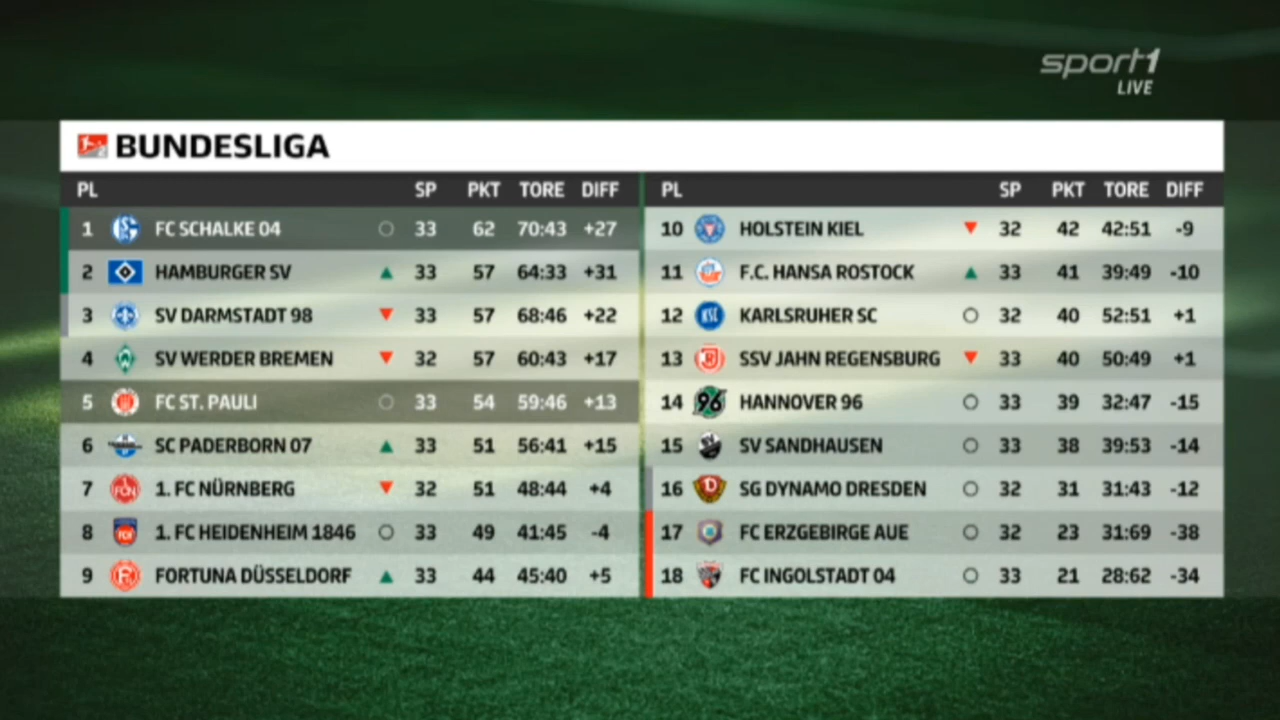 sport1
LIVE
BUNDESLIGA
PL SP PKT TORE DIFF
1 FC SCHALKE 04 33 62 70:43 +27
2 HAMBURGER SV 33 57 64:33 +31
3 SV DARMSTADT 98 33 57 68:46 +22
4 SV WERDER BREMEN 32 57 60:43 +17
5 FC ST. PAULI 33 54 59:46 +13
6 SC PADERBORN 07 33 51 56:41 +15
7 1. FC NÜRNBERG 32 51 48:44 +4
8 1. FC HEIDENHEIM 1846 33 49 41:45 -4
9 FORTUNA DÜSSELDORF 33 44 45:40 +5
PL SP PKT TORE DIFF
10 HOLSTEIN KIEL 32 42 42:51 -9
11 F.C. HANSA ROSTOCK 33 41 39:49 -10
12 KARLSRUHER SC 32 40 52:51 +1
13 SSV JAHN REGENSBURG 33 40 50:49 +1
14 HANNOVER 96 33 39 32:47 -15
15 SV SANDHAUSEN 33 38 39:53 -14
16 SG DYNAMO DRESDEN 32 31 31:43 -12
17 FC ERZGEBIRGE AUE 32 23 31:69 -38
18 FC INGOLSTADT 04 33 21 28:62 -34